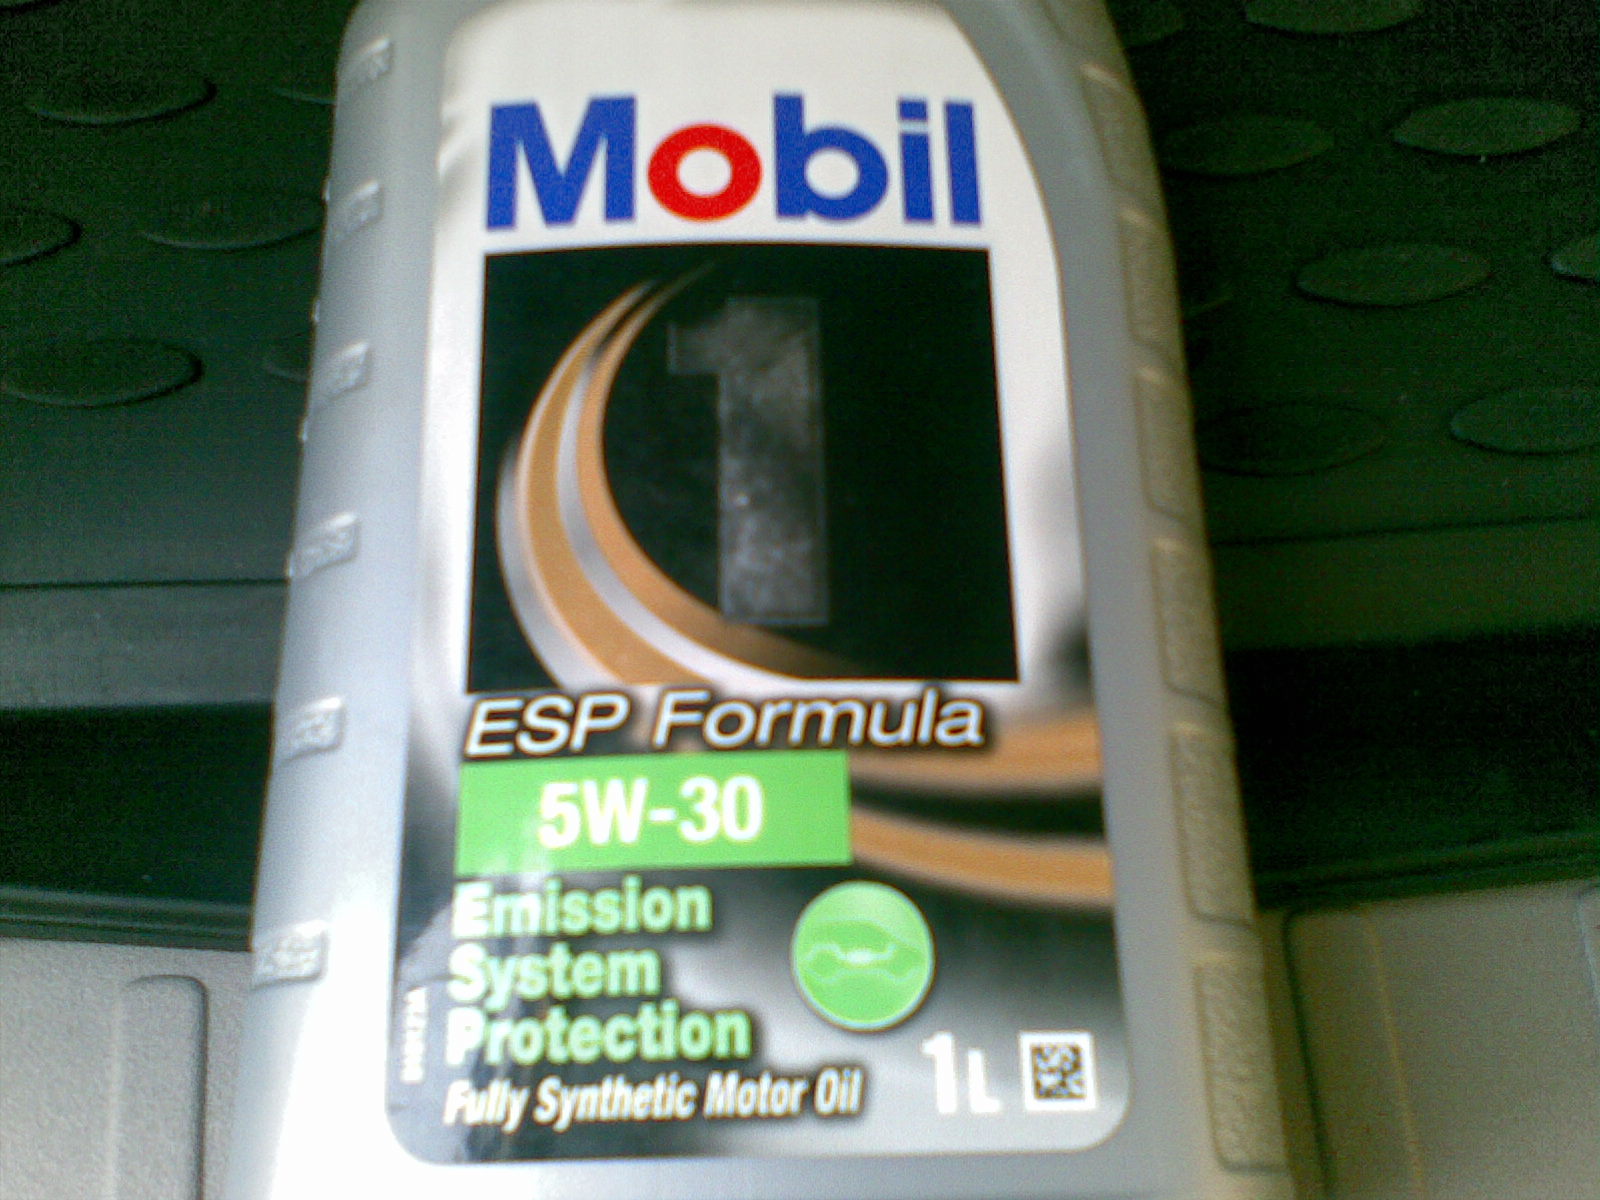 Mobil
1
ESP Formula
5W-30
Emission
System
Protection
Fully Synthetic Motor Oil
1L